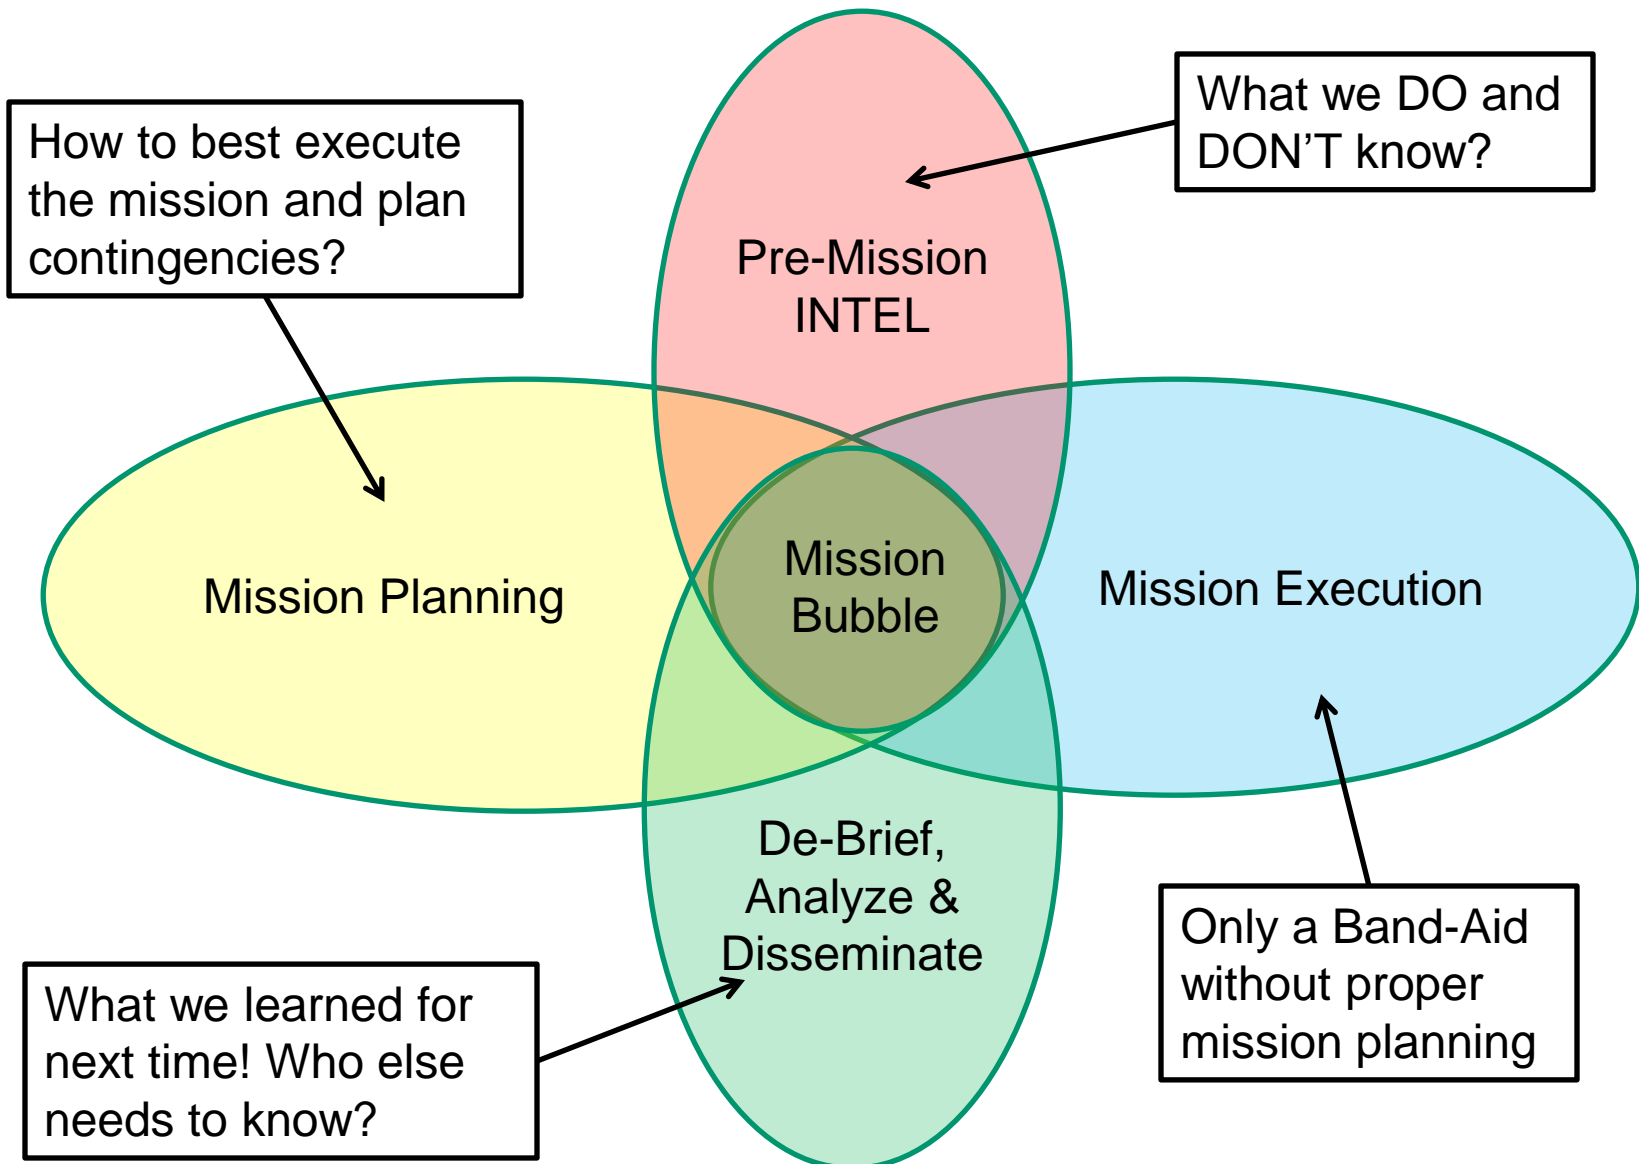 What we DO and
DON’T know?
How to best execute
the mission and plan
contingencies?
Pre-Mission
INTEL
Mission Planning
Mission
Bubble
Mission Execution
De-Brief,
Analyze &
Disseminate
Only a Band-Aid
without proper
mission planning
What we learned for
next time! Who else
needs to know?